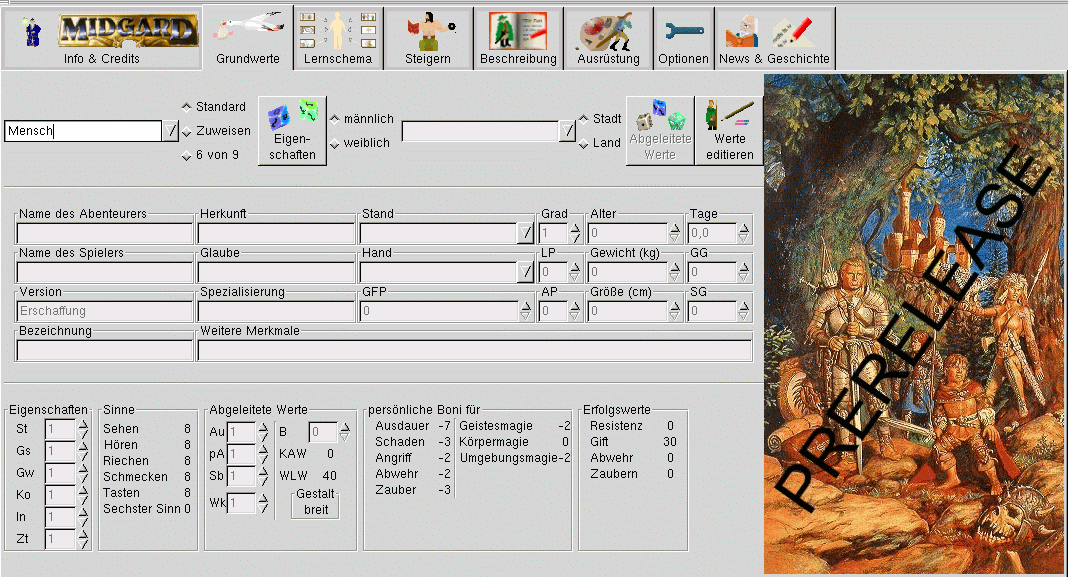 MIDGARD
Info & Credits
Grundwerte
Lernschema
Steigern
Beschreibung
Ausrüstung
Optionen
News & Geschichte
Mensch
Standard
Zuweisen
6 von 9
Eigen-
schaften
männlich
weiblich
Stadt
Land
Abgeleitete
Werte
Werte
editieren
Name des Abenteurers Herkunft Stand Grad Alter Tage
1 0 0,0
Name des Spielers Glaube Hand LP Gewicht (kg) GG
0 0 0
Version Spezialisierung GFP AP Größe (cm) SG
Erschaffung 0 0 0 0
Bezeichnung Weitere Merkmale
Eigenschaften
St 1
Gs 1
Gw 1
Ko 1
In 1
Zt 1
Sinne
Sehen 8
Hören 8
Riechen 8
Schmecken 8
Tasten 8
Sechster Sinn 0
Abgeleitete Werte
Au 1 B 0
pA 1 KAW 0
Sb 1 WLW 40
Wk 1 Gestalt
breit
persönliche Boni für
Ausdauer -7 Geistesmagie -2
Schaden -3 Körpermagie 0
Angriff -2 Umgebungsmagie-2
Abwehr -2
Zauber -3
Erfolgswerte
Resistenz 0
Gift 30
Abwehr 0
Zaubern 0
PRERELEASE